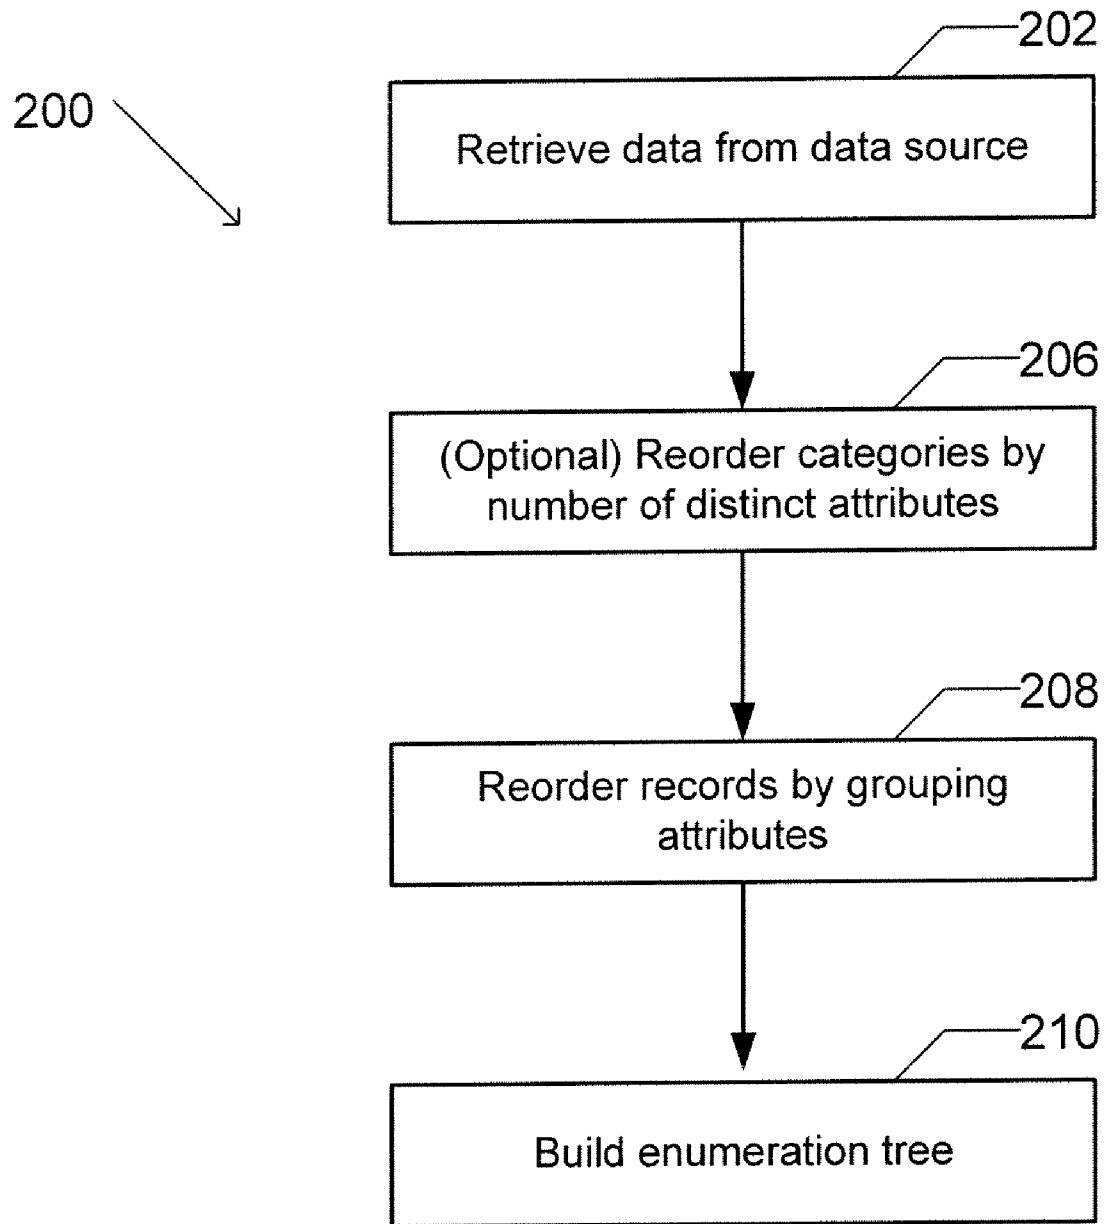 202
200
Retrieve data from data source
206
(Optional) Reorder categories by
number of distinct attributes
208
Reorder records by grouping
attributes
210
Build enumeration tree